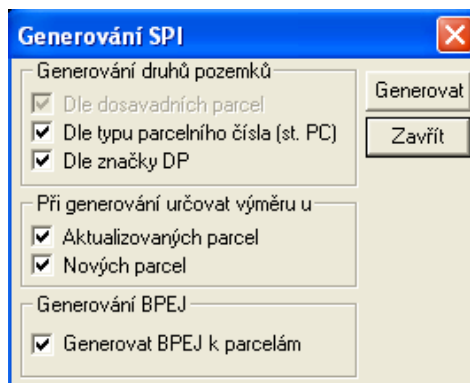 Generování SPI
Generování druhů pozemků
Dle dosavadních parcel
Dle typu parcelního čísla (st. PC)
Dle značky DP
Při generování určovat výměru u
Aktualizovaných parcel
Nových parcel
Generování BPEJ
Generovat BPEJ k parcelám
Generovat
Zavřít